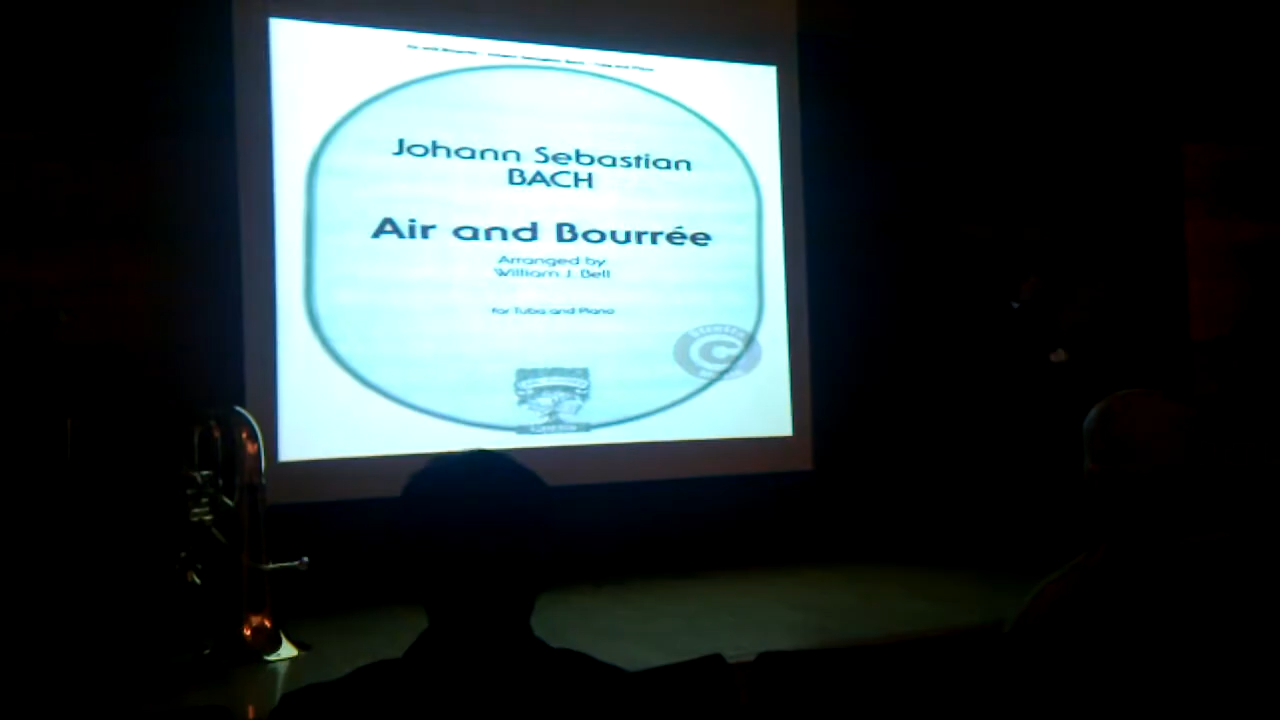 Johann Sebastian
BACH
Air and Bourrée
Arranged by
William J. Bell
for Tuba and Piano
C